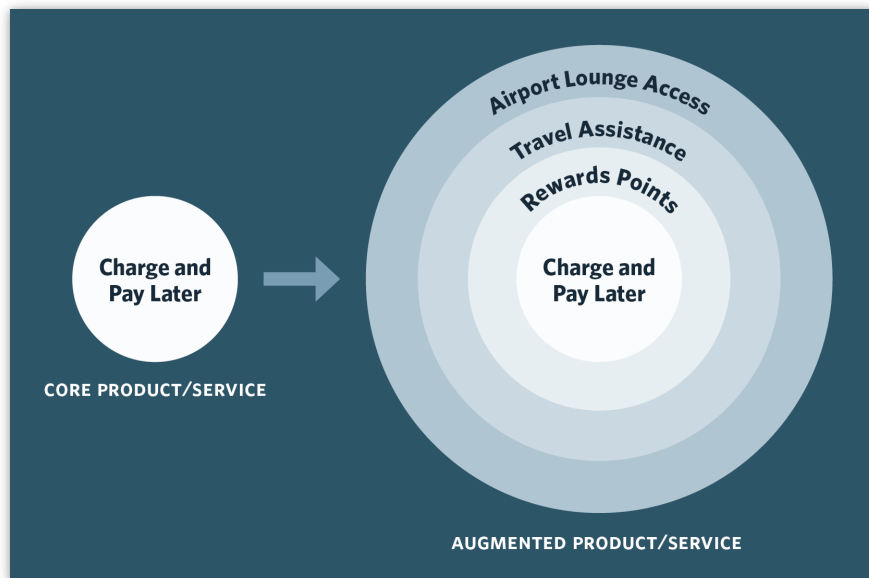 Charge and
Pay Later
CORE PRODUCT/SERVICE
Airport Lounge Access
Travel Assistance
Rewards Points
Charge and
Pay Later
AUGMENTED PRODUCT/SERVICE